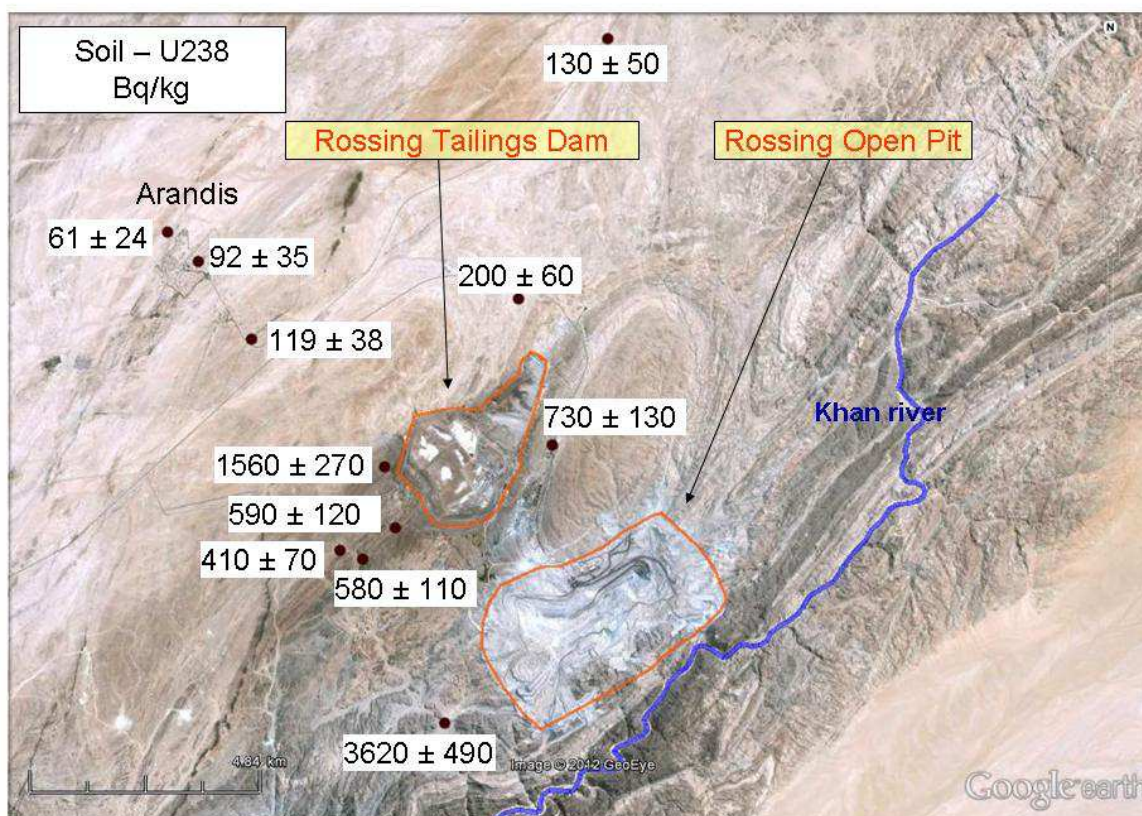 Soil – U238
Bq/kg
N
130 ± 50
Rossing Tailings Dam
Rossing Open Pit
Arandis
61 ± 24
92 ± 35
200 ± 60
119 ± 38
Khan river
730 ± 130
1560 ± 270
590 ± 120
410 ± 70
580 ± 110
3620 ± 490
4.84 km
Image © 2012 GeoEye
Google earth